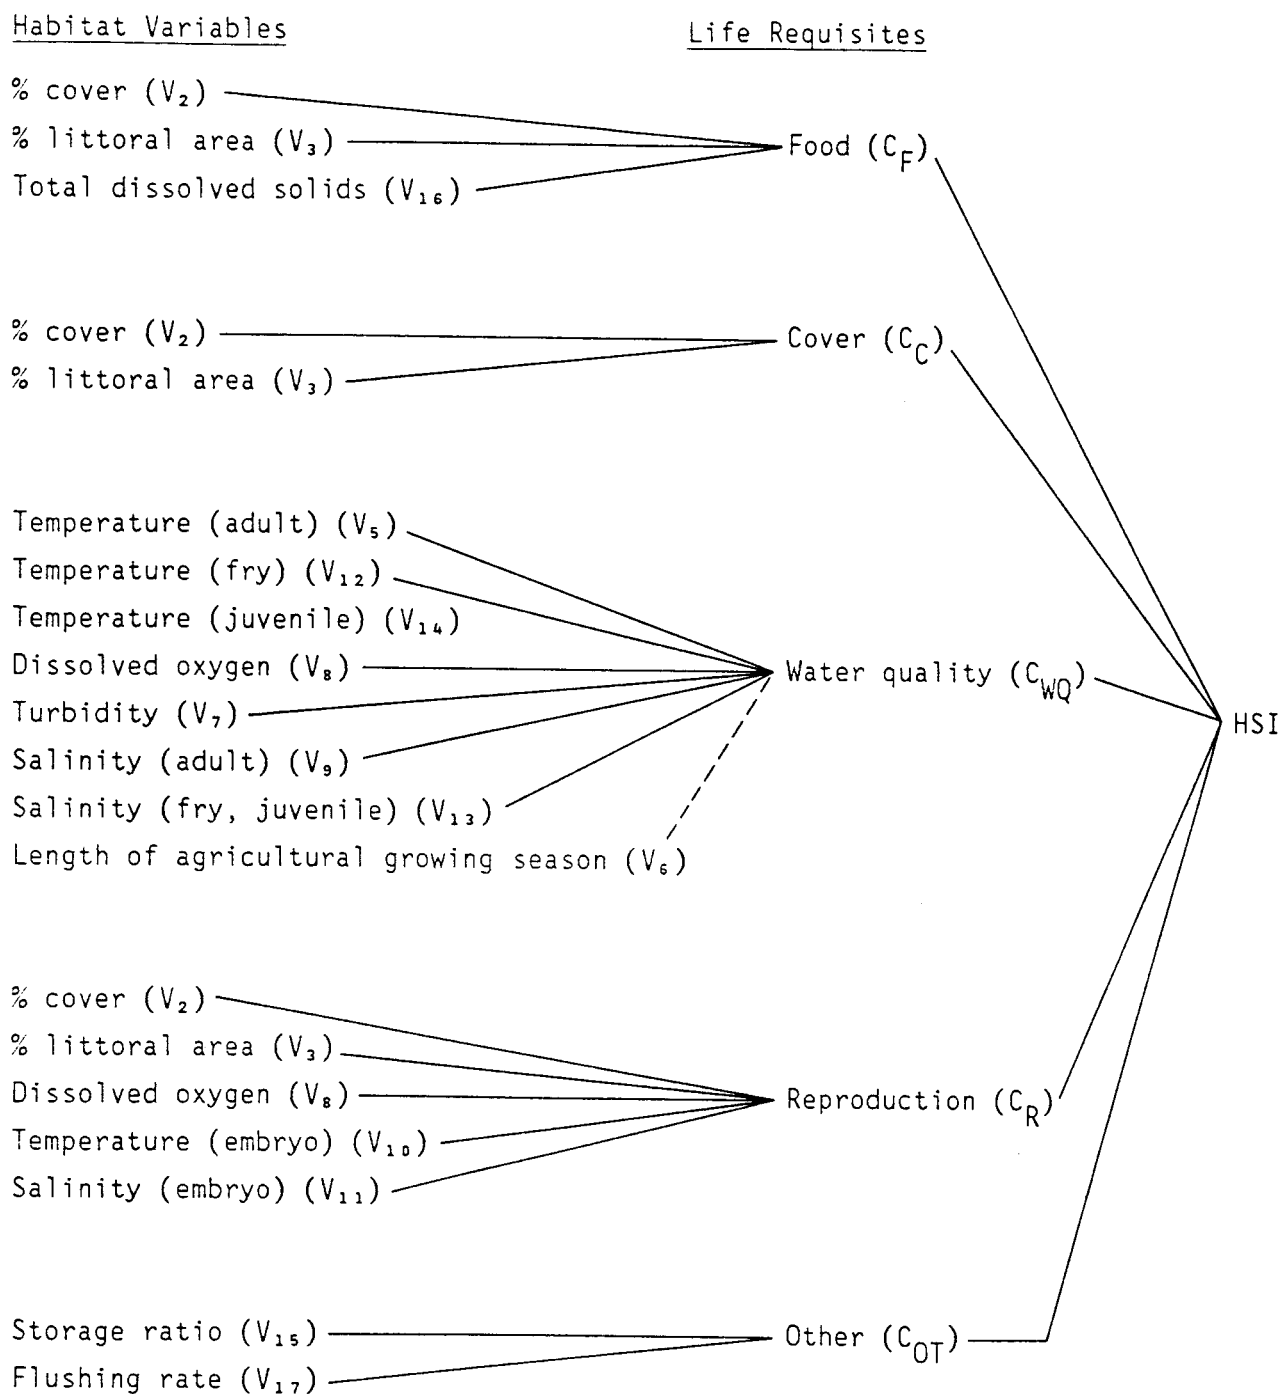 Habitat Variables
Life Requisites
% cover (V₂)
% littoral area (V₃)
Total dissolved solids (V₁₆)
Food (C_F)
% cover (V₂)
% littoral area (V₃)
Cover (C_C)
Temperature (adult) (V₅)
Temperature (fry) (V₁₂)
Temperature (juvenile) (V₁₄)
Dissolved oxygen (V₈)
Turbidity (V₇)
Salinity (adult) (V₉)
Salinity (fry, juvenile) (V₁₃)
Length of agricultural growing season (V₆)
Water quality (C_WQ)
HSI
% cover (V₂)
% littoral area (V₃)
Dissolved oxygen (V₈)
Temperature (embryo) (V₁₀)
Salinity (embryo) (V₁₁)
Reproduction (C_R)
Storage ratio (V₁₅)
Flushing rate (V₁₇)
Other (C_OT)